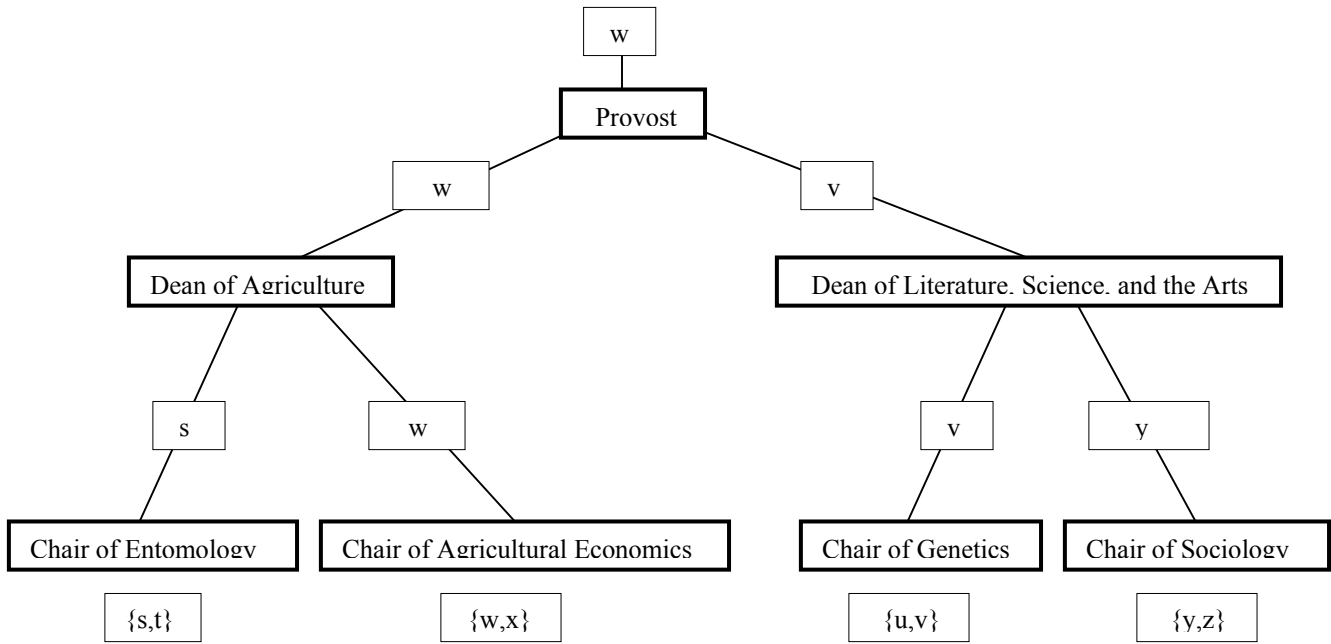 w
Provost
w v
Dean of Agriculture Dean of Literature, Science, and the Arts
s w v y
Chair of Entomology Chair of Agricultural Economics Chair of Genetics Chair of Sociology
{s,t} {w,x} {u,v} {y,z}